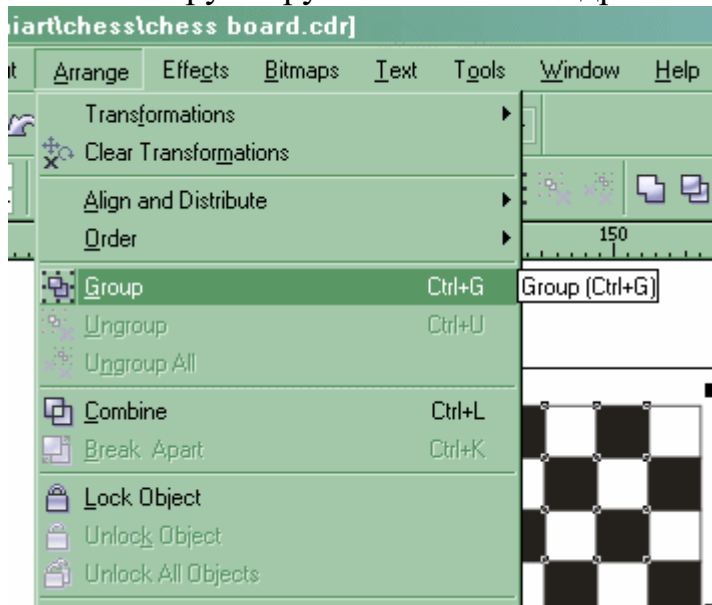 iart\chess\chess board.cdr]
Arrange Effects Bitmaps Text Tools Window Help
Transformations
Clear Transformations
Align and Distribute
Order
150
Group Ctrl+G
Group (Ctrl+G)
Ungroup Ctrl+U
Ungroup All
Combine Ctrl+L
Break Apart Ctrl+K
Lock Object
Unlock Object
Unlock All Objects